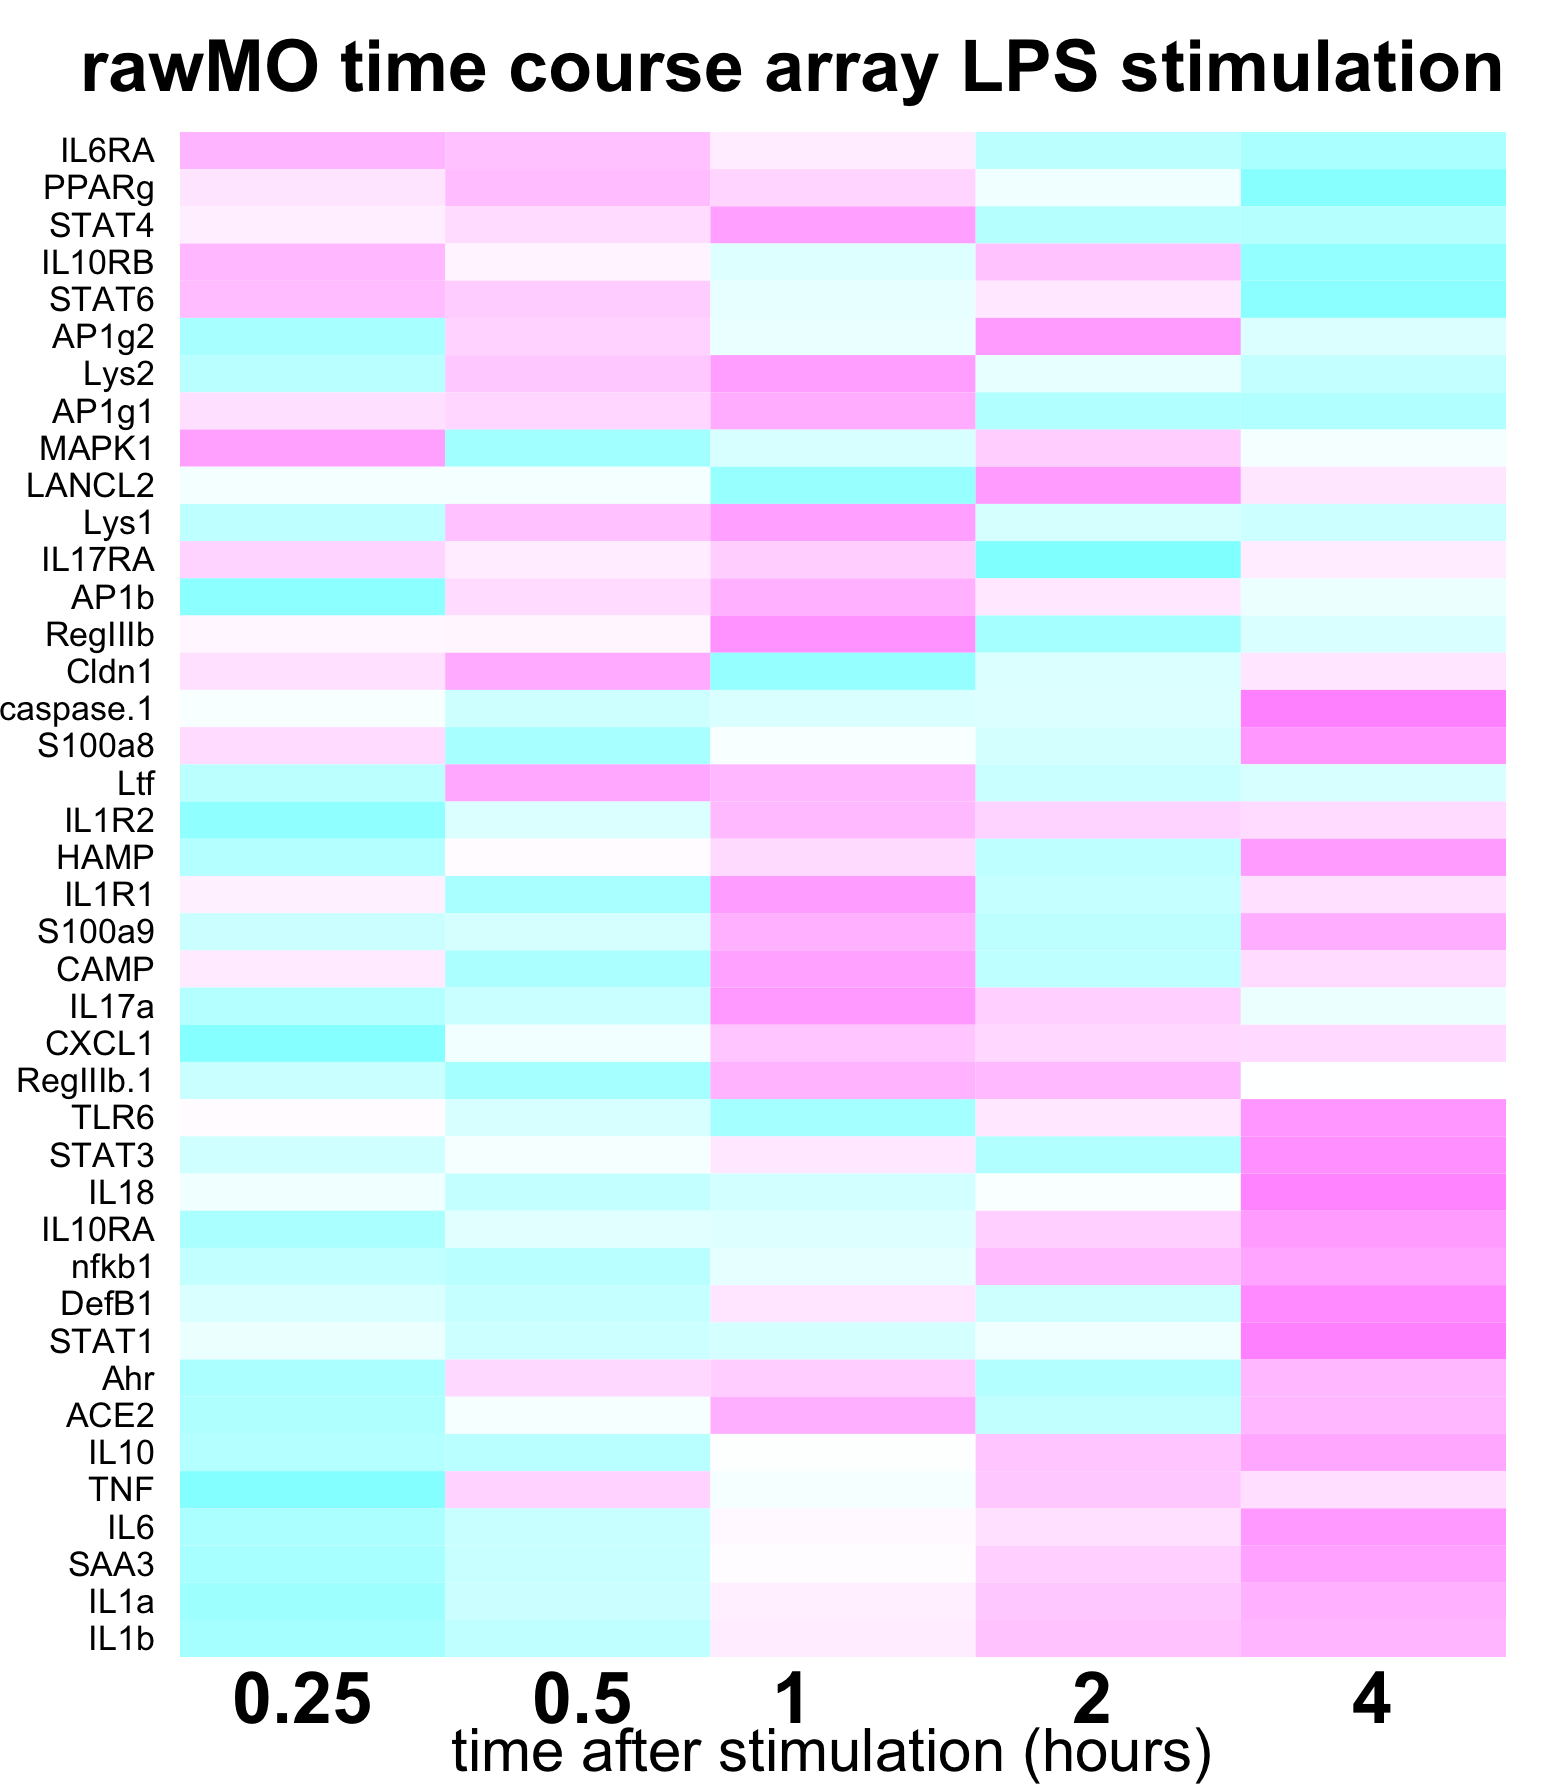 rawMO time course array LPS stimulation
IL6RA
PPARg
STAT4
IL10RB
STAT6
AP1g2
Lys2
AP1g1
MAPK1
LANCL2
Lys1
IL17RA
AP1b
RegIIIb
Cldn1
caspase.1
S100a8
Ltf
IL1R2
HAMP
IL1R1
S100a9
CAMP
IL17a
CXCL1
RegIIIb.1
TLR6
STAT3
IL18
IL10RA
nfkb1
DefB1
STAT1
Ahr
ACE2
IL10
TNF
IL6
SAA3
IL1a
IL1b
0.25 0.5 1 2 4
time after stimulation (hours)